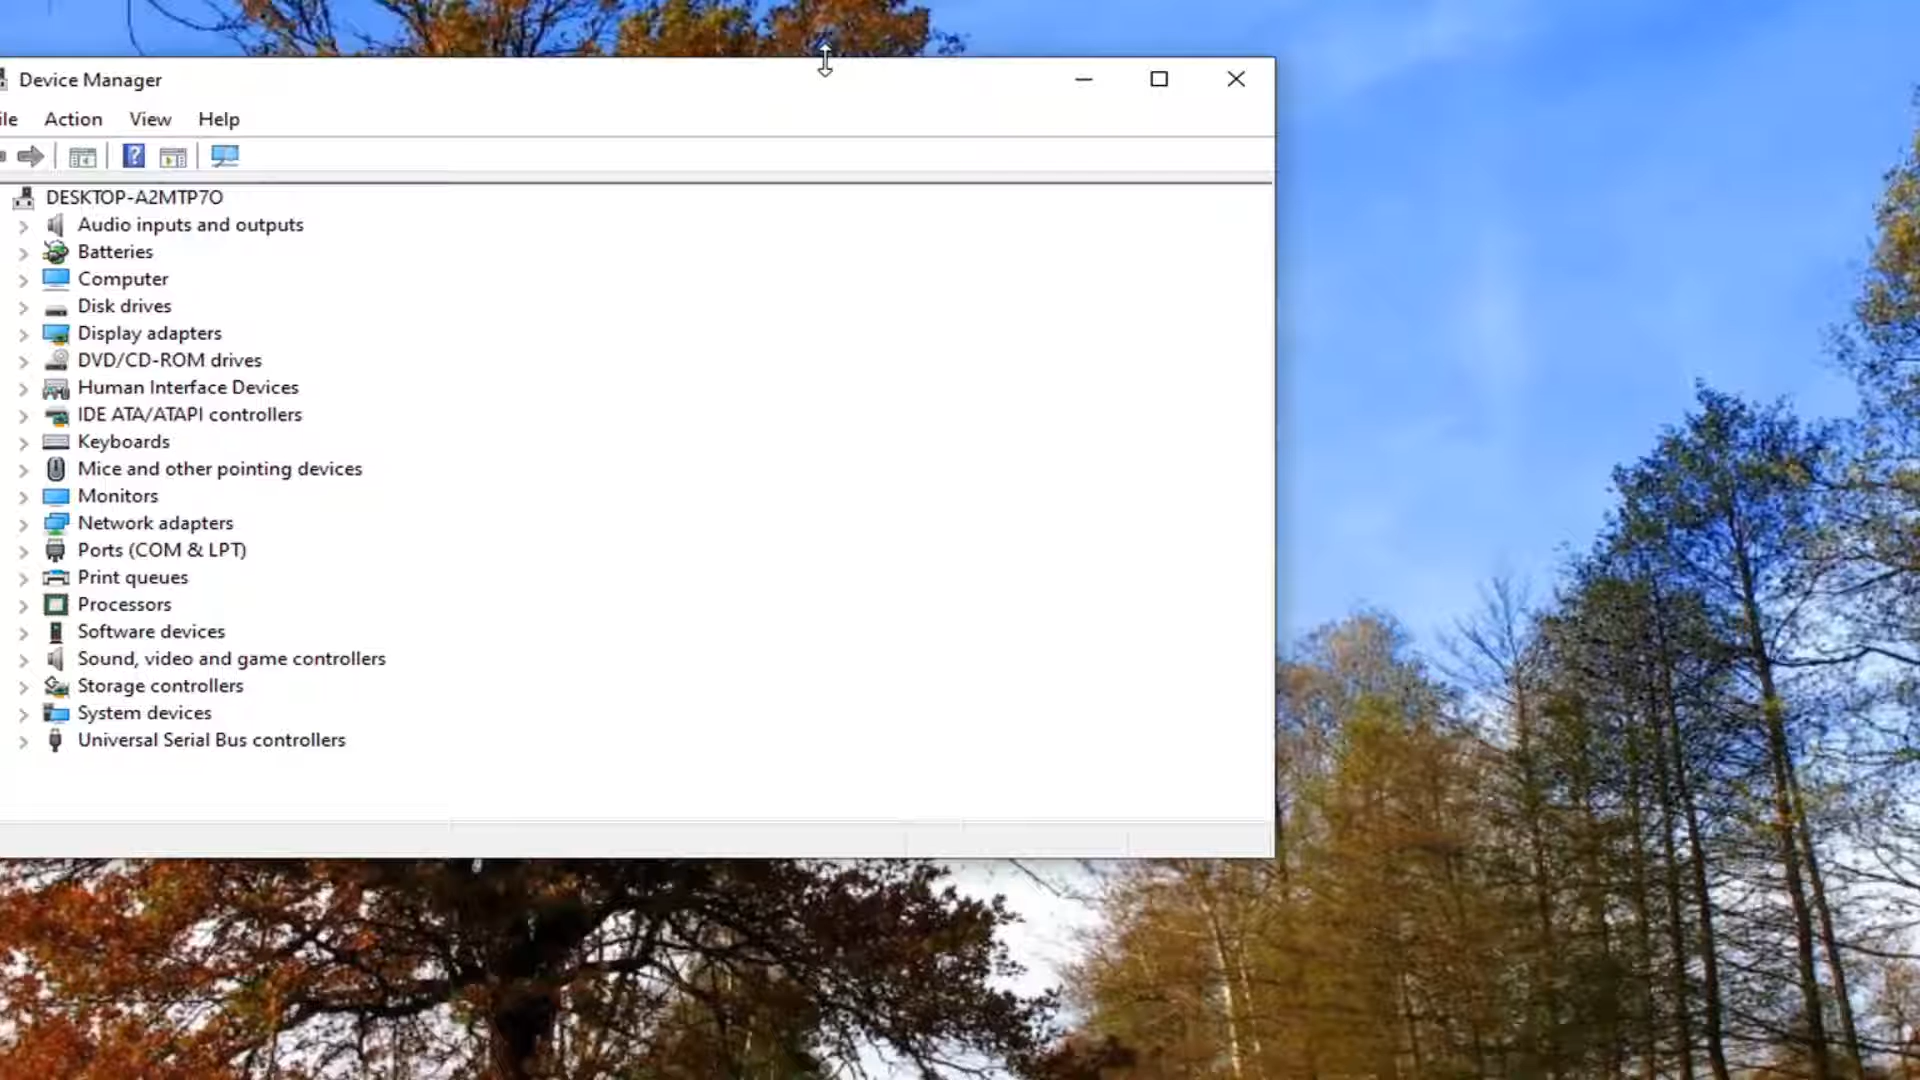 Device Manager
ile Action View Help
DESKTOP-A2MTP7O
Audio inputs and outputs
Batteries
Computer
Disk drives
Display adapters
DVD/CD-ROM drives
Human Interface Devices
IDE ATA/ATAPI controllers
Keyboards
Mice and other pointing devices
Monitors
Network adapters
Ports (COM & LPT)
Print queues
Processors
Software devices
Sound, video and game controllers
Storage controllers
System devices
Universal Serial Bus controllers